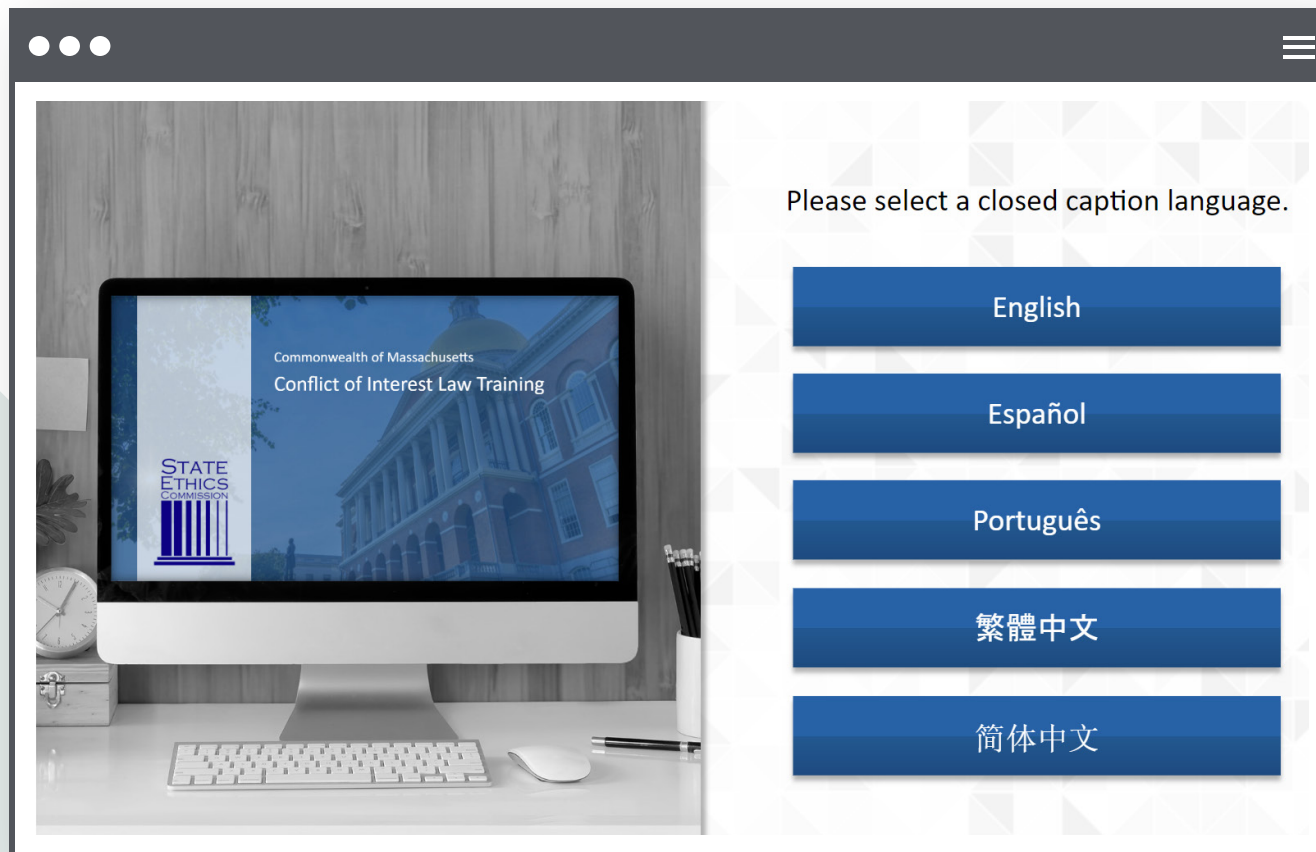 Please select a closed caption language.
English
Español
Português
繁體中文
简体中文
Commonwealth of Massachusetts
Conflict of Interest Law Training
STATE
ETHICS
COMMISSION